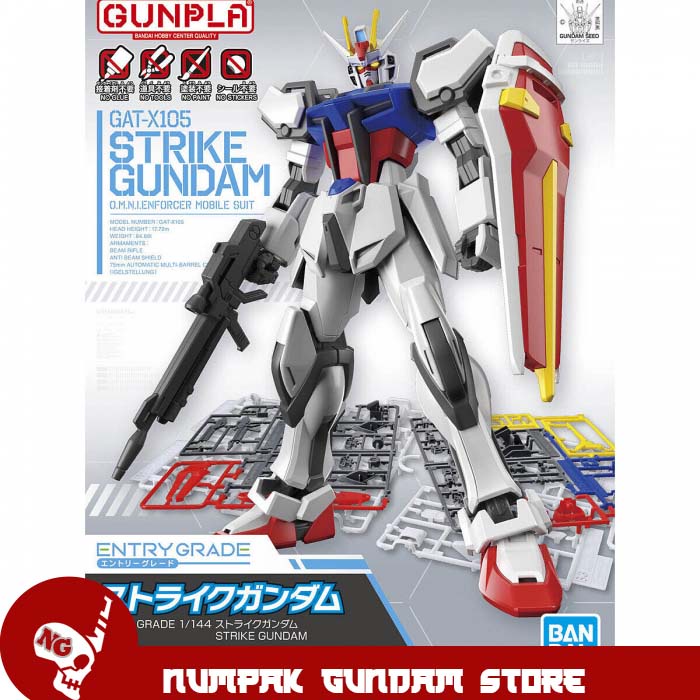 GUNPLA
BANDAI HOBBY CENTER QUALITY
GUNDAM SEED
接着剤不要 NO GLUE
道具不要 NO TOOLS
塗装不要 NO PAINT
シール不要 NO STICKERS
GAT-X105
STRIKE
GUNDAM
O.M.N.I.ENFORCER MOBILE SUIT
MODEL NUMBER : GAT-X105
HEAD HEIGHT : 17.72m
WEIGHT : 64.8t
ARMAMENTS :
BEAM RIFLE
ANTI BEAM SHIELD
75mm AUTOMATIC MULTI-BARREL
(IGELSTELLUNG)
ENTRY GRADE
エントリーグレード
ストライクガンダム
GRADE 1/144 ストライクガンダム
STRIKE GUNDAM
BAN
NG
NUMPAK GUNDAM STORE